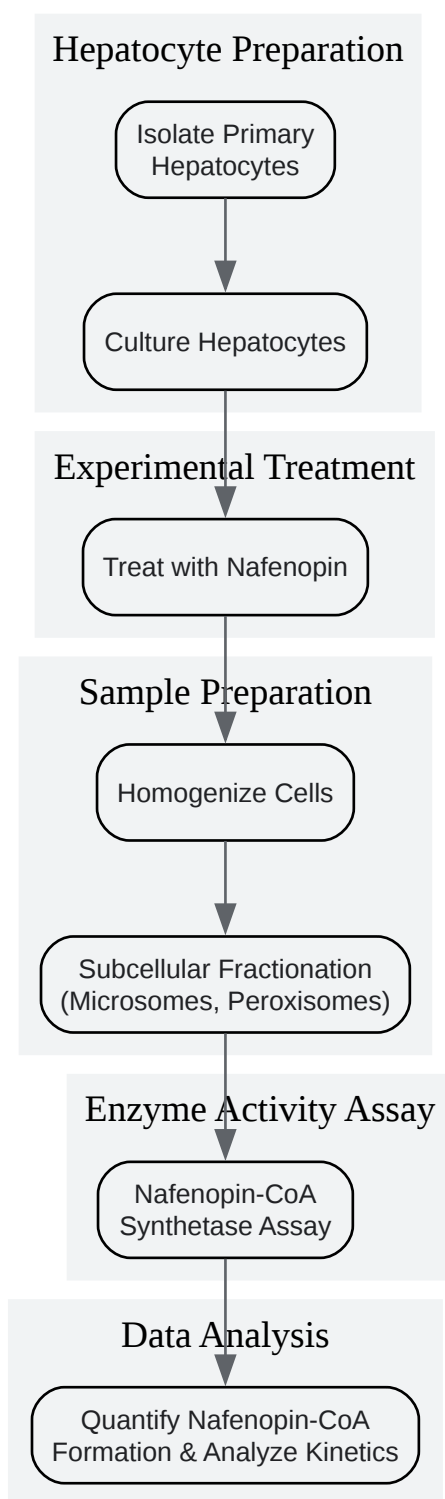 Hepatocyte Preparation
Isolate Primary
Hepatocytes
Culture Hepatocytes
Experimental Treatment
Treat with Nafenopin
Sample Preparation
Homogenize Cells
Subcellular Fractionation
(Microsomes, Peroxisomes)
Enzyme Activity Assay
Nafenopin-CoA
Synthetase Assay
Data Analysis
Quantify Nafenopin-CoA
Formation & Analyze Kinetics